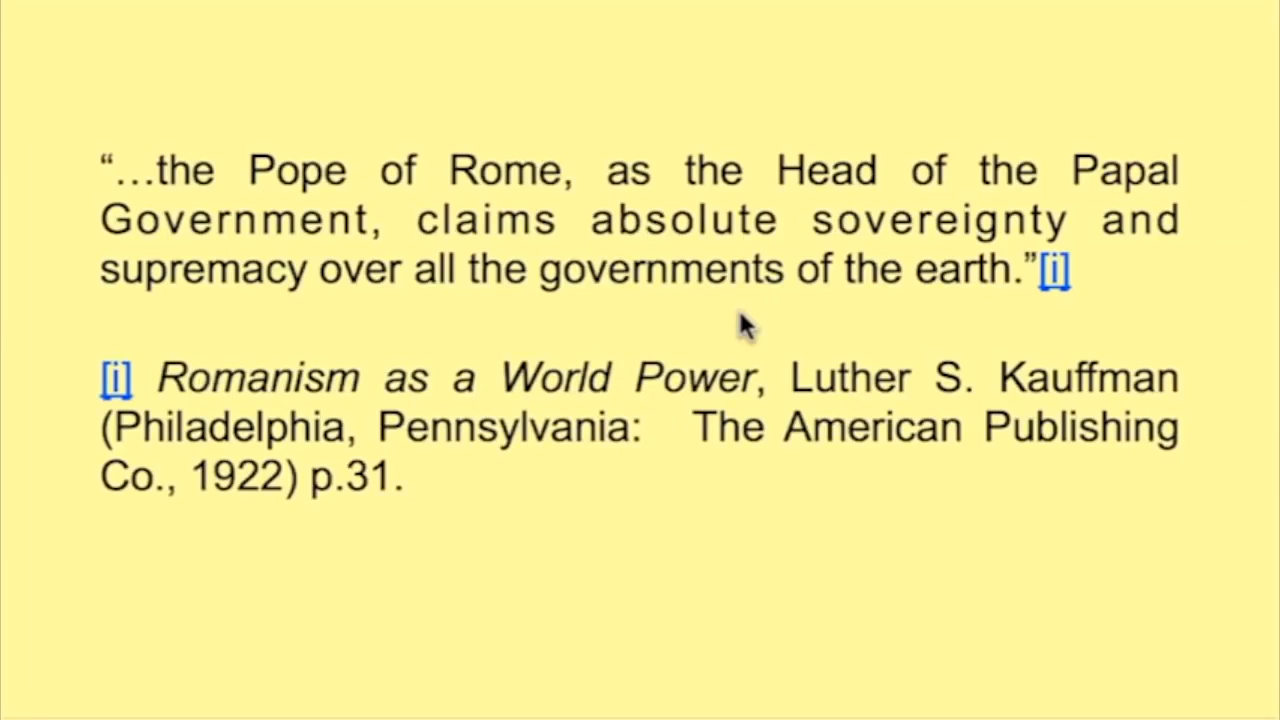 “…the Pope of Rome, as the Head of the Papal
Government, claims absolute sovereignty and
supremacy over all the governments of the earth.”[i]
[i] Romanism as a World Power, Luther S. Kauffman
(Philadelphia, Pennsylvania: The American Publishing
Co., 1922) p.31.